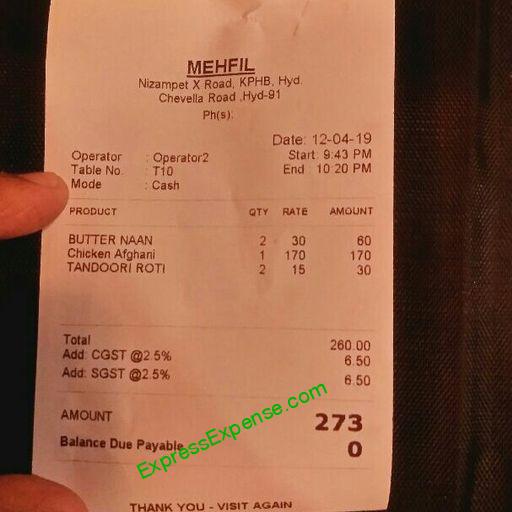 MEHFIL
Nizampet X Road, KPHB, Hyd.
Chevella Road ,Hyd-91
Ph(s):
Date: 12-04-19
Operator : Operator2 Start: 9:43 PM
Table No. : T10 End : 10:20 PM
Mode : Cash
PRODUCT QTY RATE AMOUNT
BUTTER NAAN 2 30 60
Chicken Afghani 1 170 170
TANDOORI ROTI 2 15 30
Total 260.00
Add: CGST @2.5% 6.50
Add: SGST @2.5% 6.50
AMOUNT 273
Balance Due Payable 0
ExpressExpense.com
THANK YOU - VISIT AGAIN